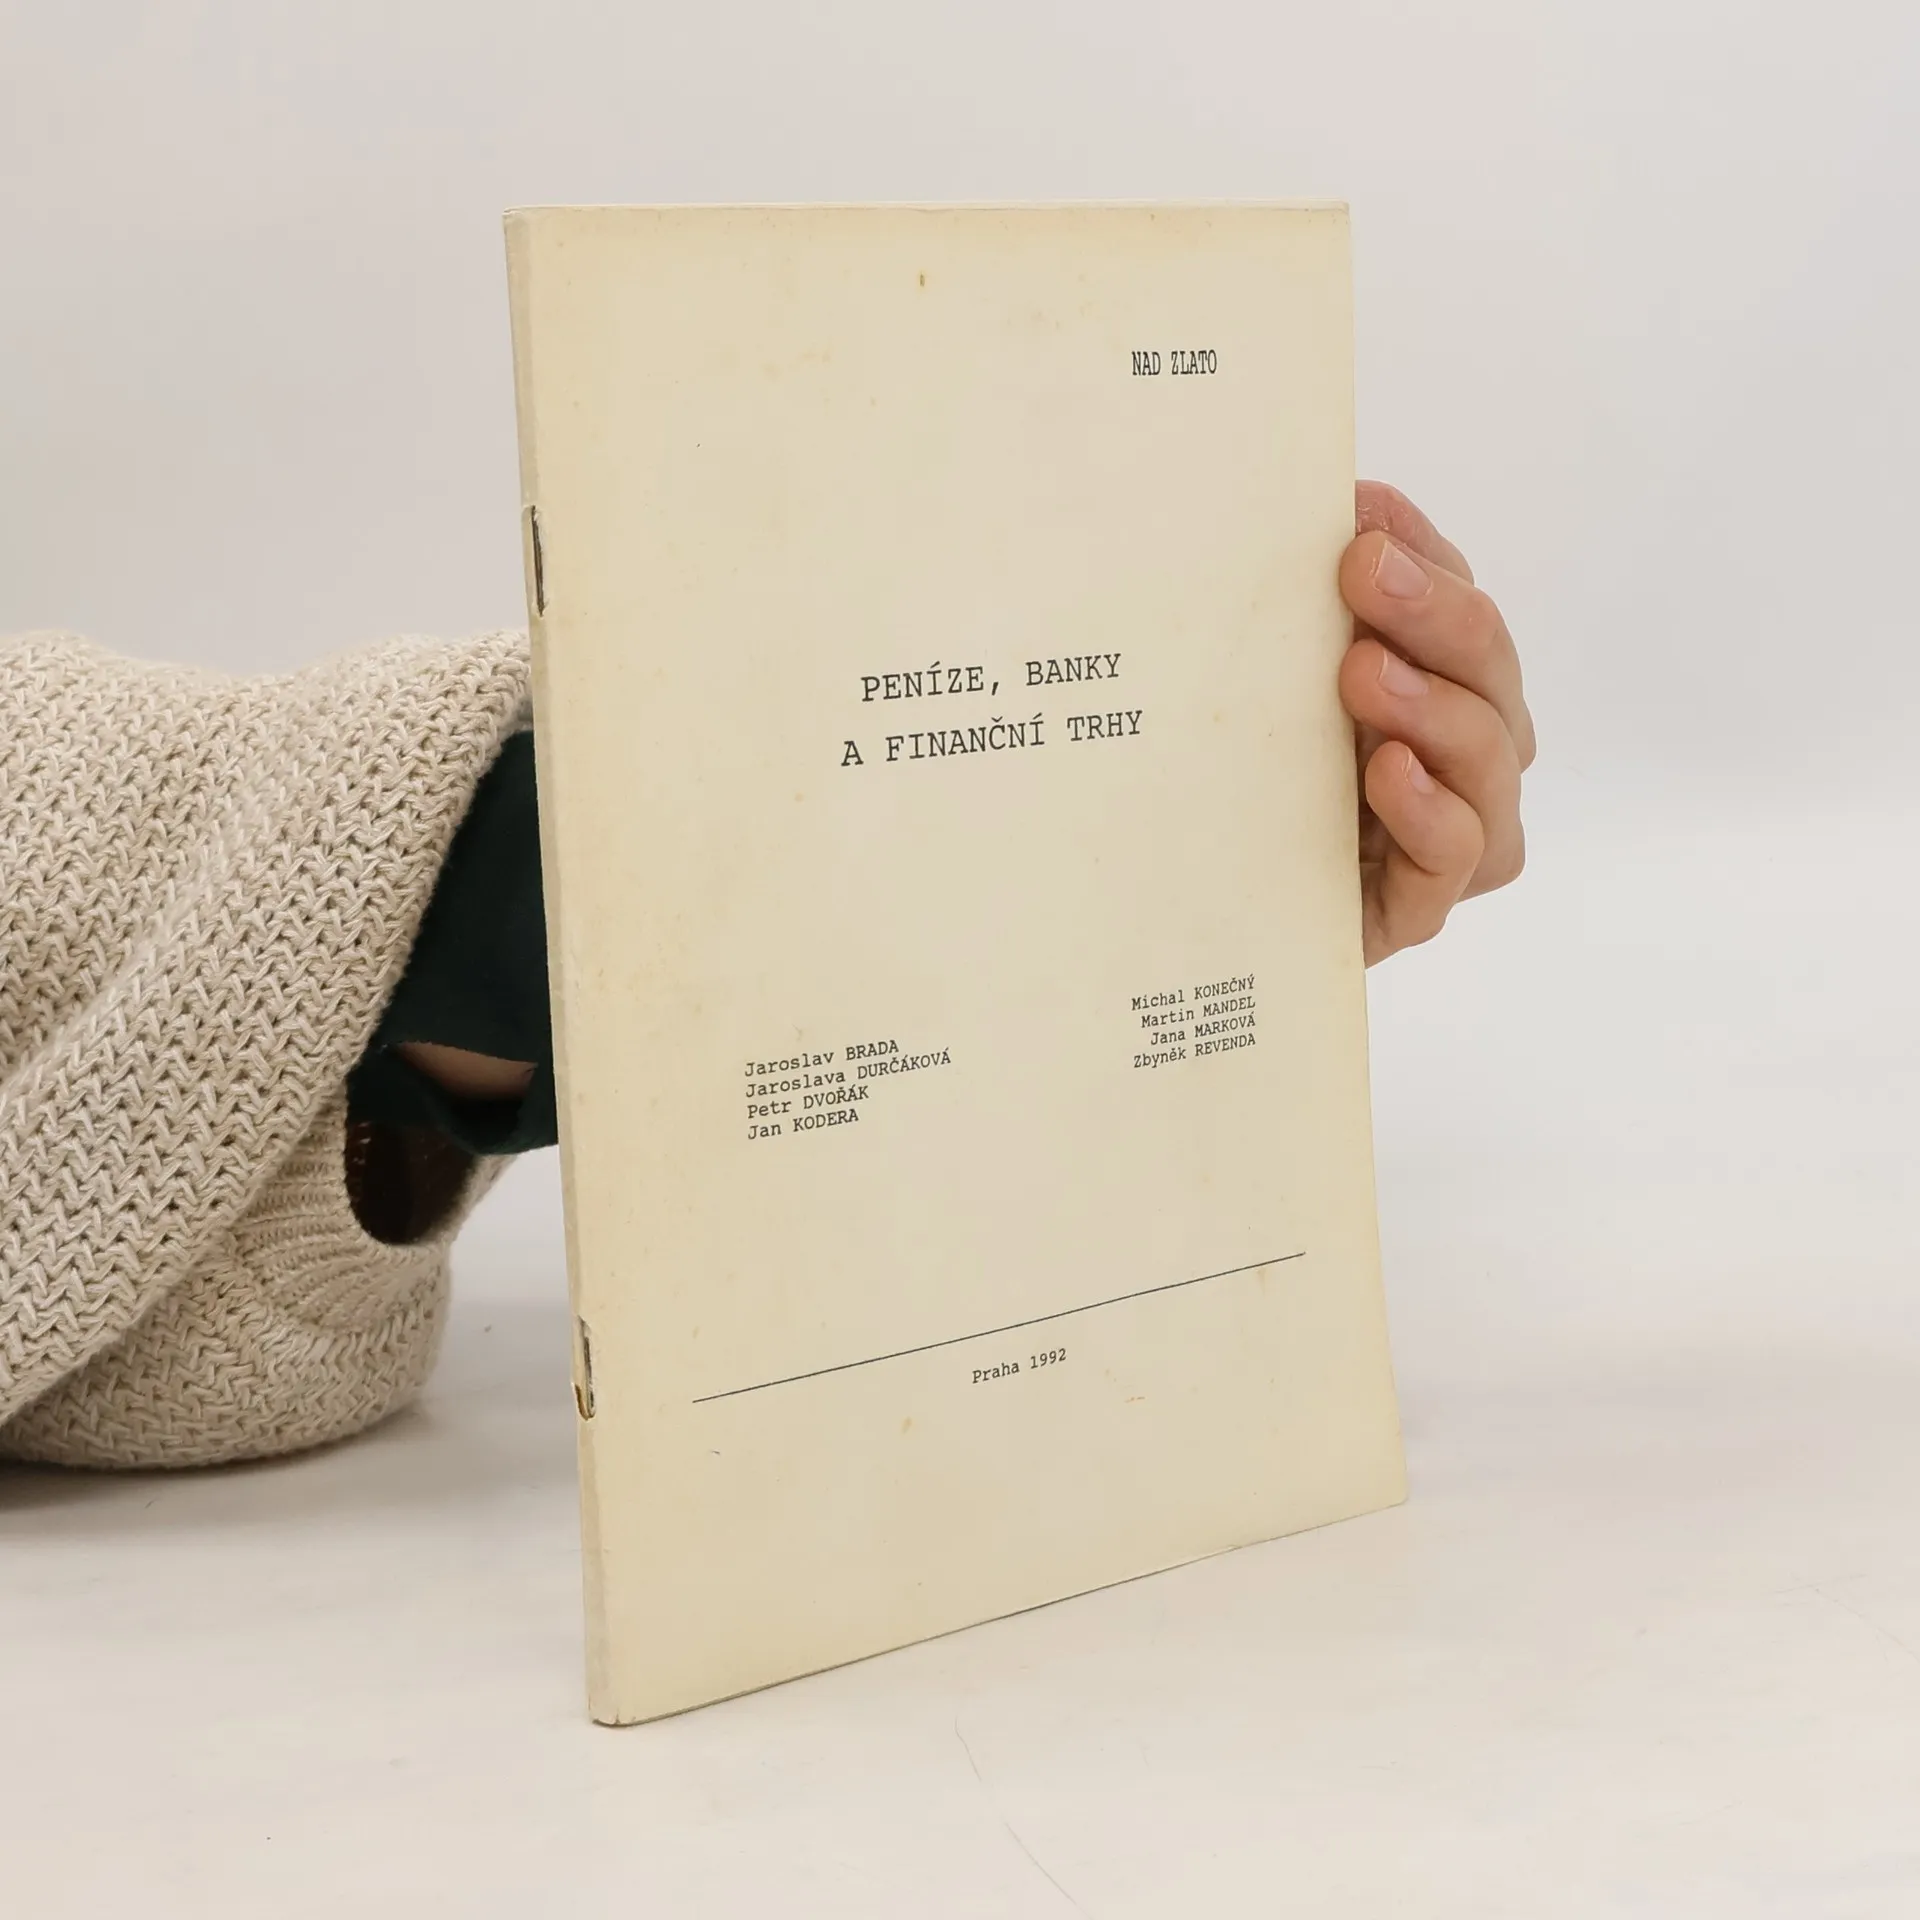 NAD ZLATO
PENÍZE, BANKY
A FINANČNÍ TRHY
Jaroslav BRADA
Jaroslava DURČÁKOVÁ
Petr DVOŘÁK
Jan KODERA
Michal KONEČNÝ
Martin MANDEL
Jana MARKOVÁ
Zbyněk REVENDA
Praha 1992